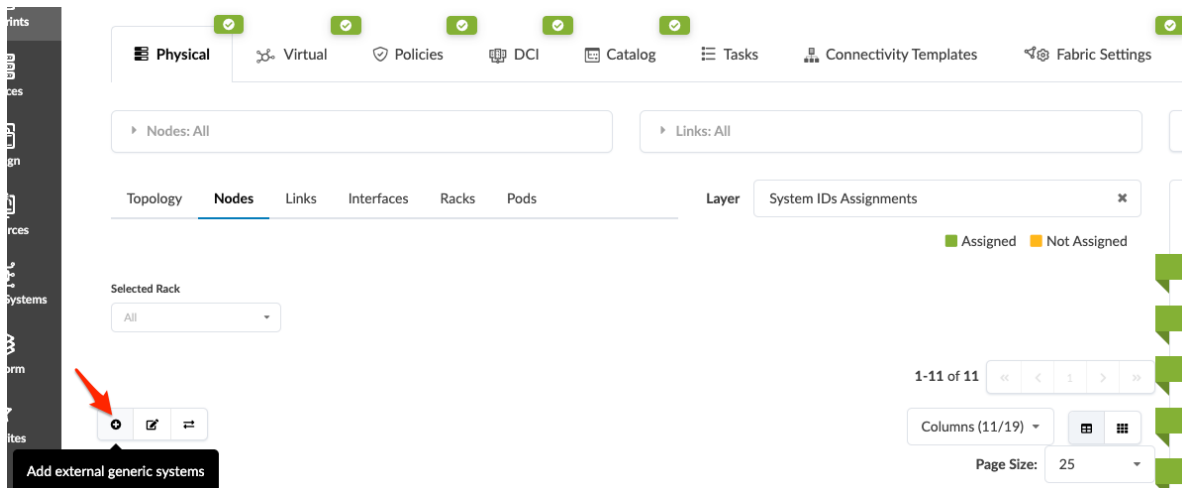 Physical
Virtual
Policies
DCI
Catalog
Tasks
Connectivity Templates
Fabric Settings
Nodes: All
Links: All
Topology
Nodes
Links
Interfaces
Racks
Pods
Layer
System IDs Assignments
Assigned
Not Assigned
Systems
Selected Rack
All
1-11 of 11
1
Columns (11/19)
Add external generic systems
Page Size:
25